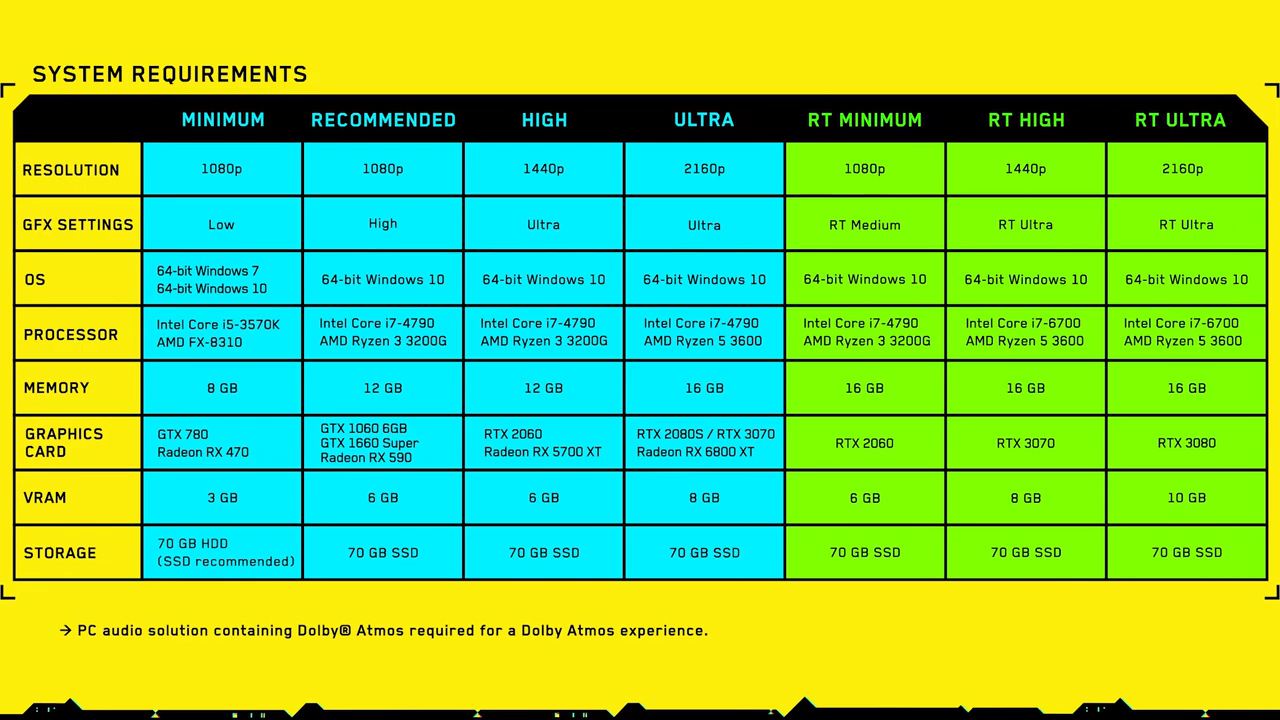 SYSTEM REQUIREMENTS
MINIMUM RECOMMENDED HIGH ULTRA RT MINIMUM RT HIGH RT ULTRA
RESOLUTION 1080p 1080p 1440p 2160p 1080p 1440p 2160p
GFX SETTINGS Low High Ultra Ultra RT Medium RT Ultra RT Ultra
OS 64-bit Windows 7 64-bit Windows 10 64-bit Windows 10 64-bit Windows 10 64-bit Windows 10 64-bit Windows 10 64-bit Windows 10
64-bit Windows 10
PROCESSOR Intel Core i5-3570K Intel Core i7-4790 Intel Core i7-4790 Intel Core i7-4790 Intel Core i7-4790 Intel Core i7-6700 Intel Core i7-6700
AMD FX-8310 AMD Ryzen 3 3200G AMD Ryzen 3 3200G AMD Ryzen 5 3600 AMD Ryzen 3 3200G AMD Ryzen 5 3600 AMD Ryzen 5 3600
MEMORY 8 GB 12 GB 12 GB 16 GB 16 GB 16 GB 16 GB
GRAPHICS GTX 780 GTX 1060 6GB RTX 2060 RTX 2080S / RTX 3070 RTX 2060 RTX 3070 RTX 3080
GTX 1660 Super
CARD Radeon RX 470 Radeon RX 590 Radeon RX 5700 XT Radeon RX 6800 XT
VRAM 3 GB 6 GB 6 GB 8 GB 6 GB 8 GB 10 GB
STORAGE 70 GB HDD 70 GB SSD 70 GB SSD 70 GB SSD 70 GB SSD 70 GB SSD 70 GB SSD
(SSD recommended)
→ PC audio solution containing Dolby® Atmos required for a Dolby Atmos experience.